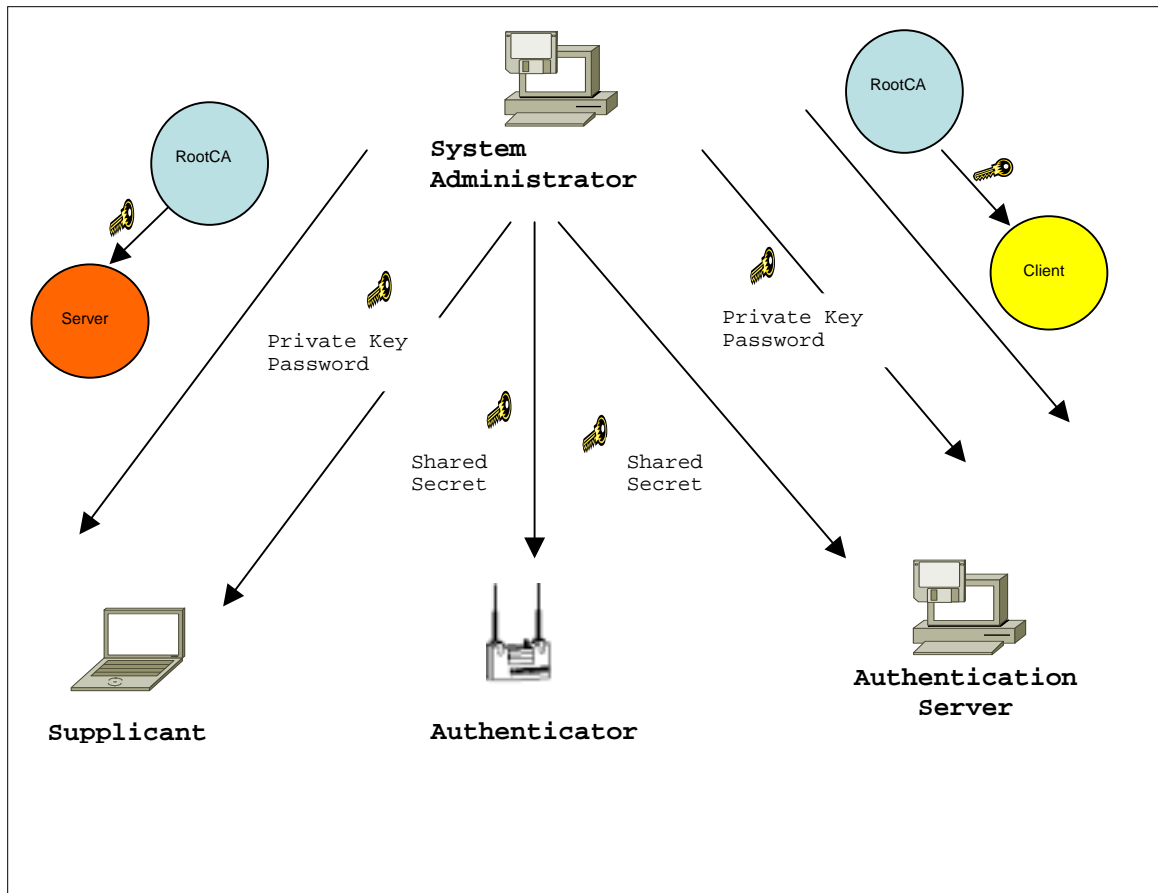 RootCA
System
Administrator
RootCA
Server
Client
Private Key
Password
Private Key
Password
Shared
Secret
Shared
Secret
Supplicant
Authenticator
Authentication
Server